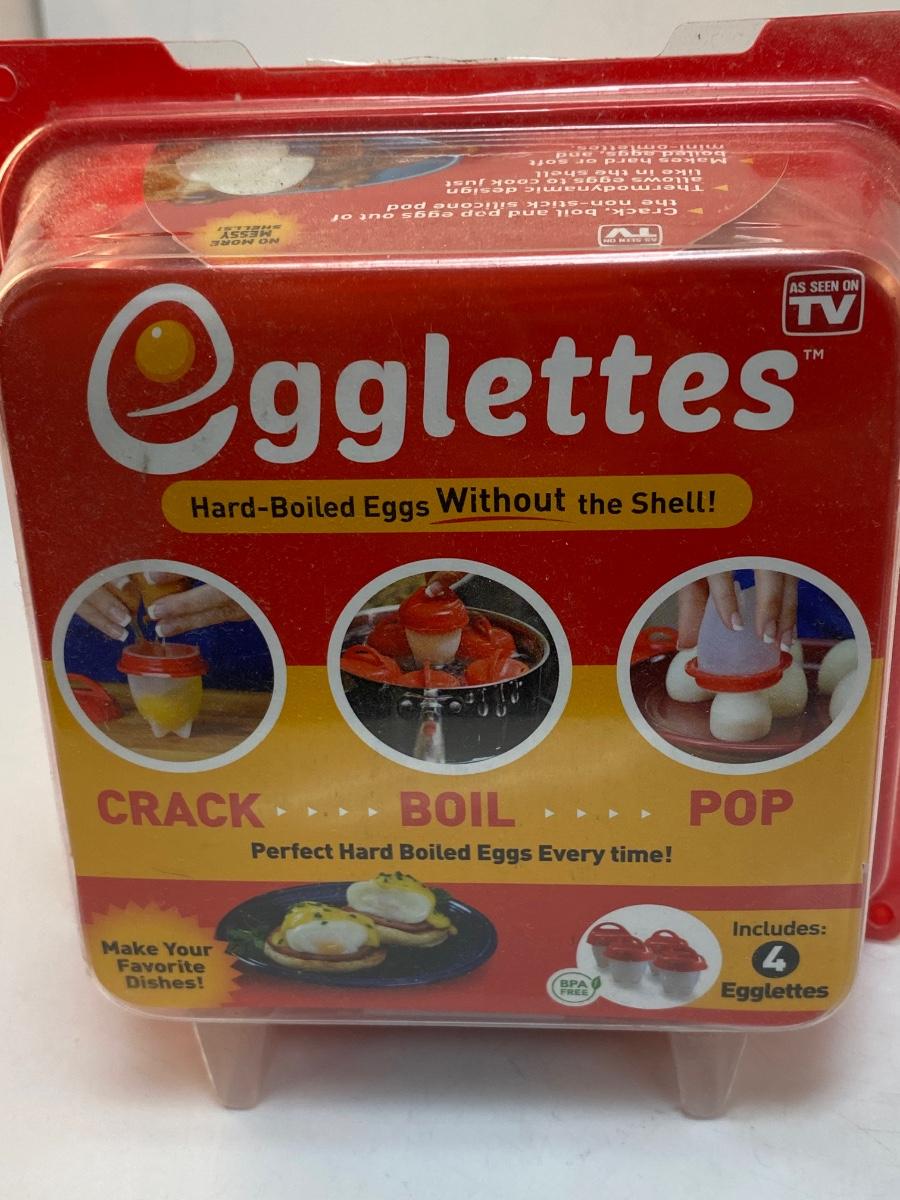 Crack, boil and pop eggs out of
the non-stick silicone pod
Thermodynamic design
allows eggs to cook just
like in the shell
Makes hard or soft
boiled eggs, and
mini-omlettes.
NO MORE
MESSY
SHELLS!
AS SEEN ON
TV
AS SEEN ON
TV
egglettes™
Hard-Boiled Eggs Without the Shell!
CRACK BOIL POP
Perfect Hard Boiled Eggs Every time!
Make Your
Favorite
Dishes!
BPA
FREE
Includes:
4
Egglettes